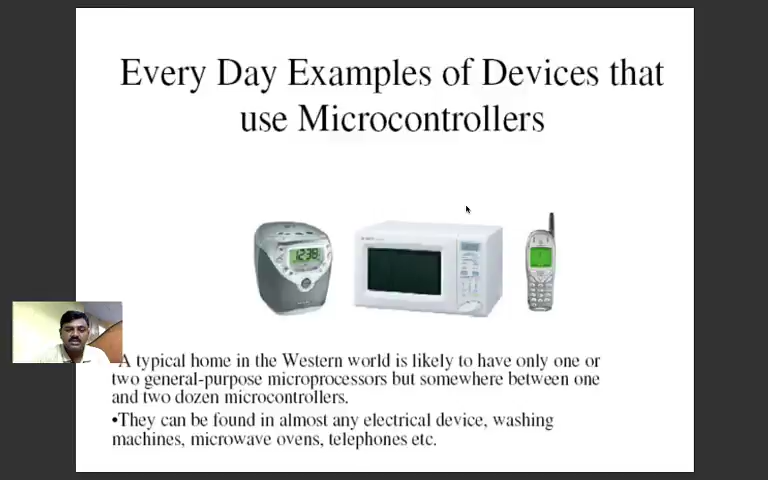 Every Day Examples of Devices that
use Microcontrollers
12:38
A typical home in the Western world is likely to have only one or
two general-purpose microprocessors but somewhere between one
and two dozen microcontrollers.
•They can be found in almost any electrical device, washing
machines, microwave ovens, telephones etc.